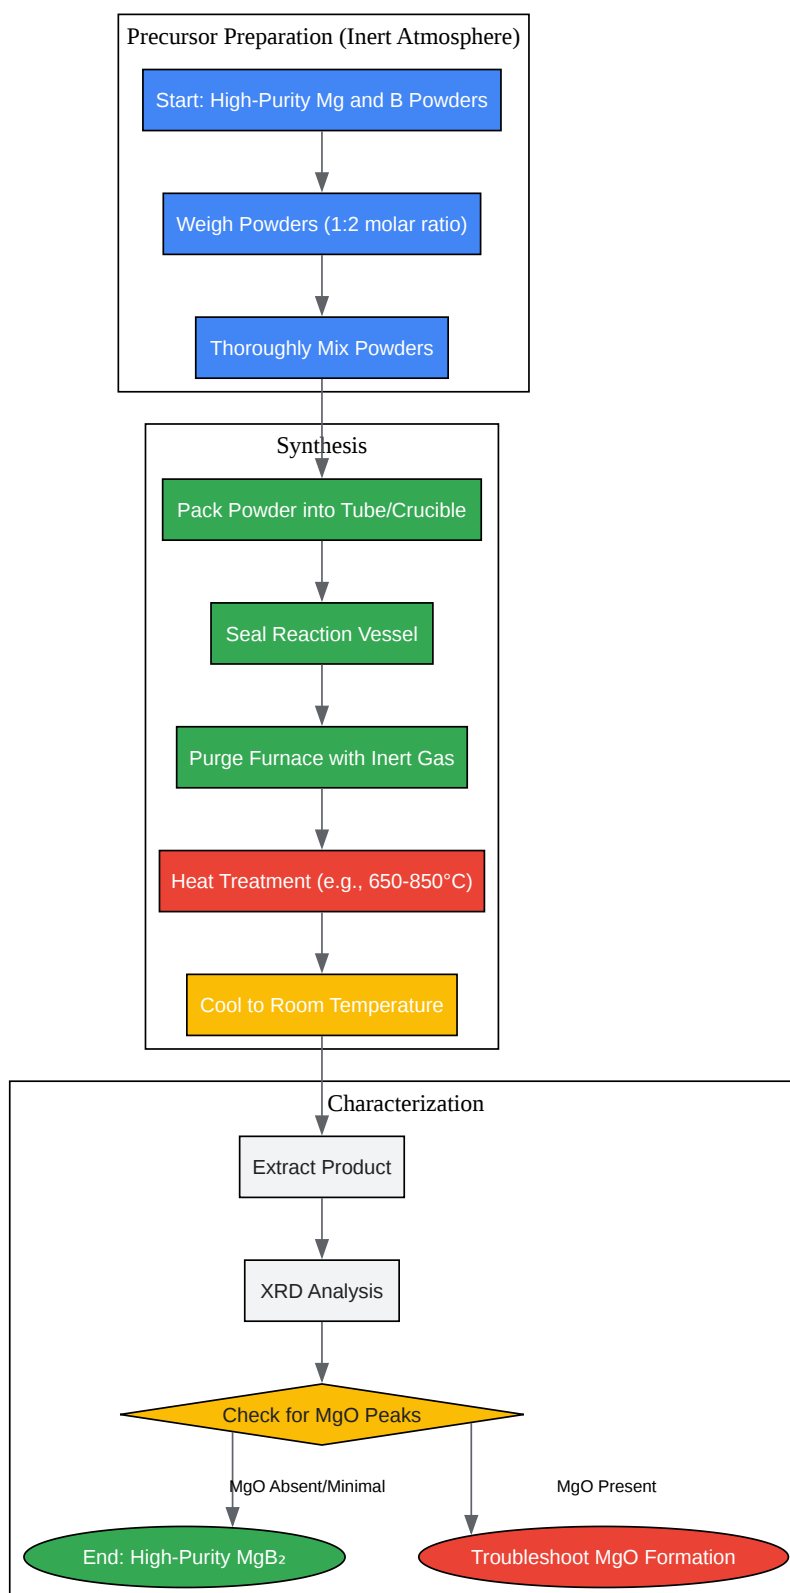 Precursor Preparation (Inert Atmosphere)
Start: High-Purity Mg and B Powders
Weigh Powders (1:2 molar ratio)
Thoroughly Mix Powders
Synthesis
Pack Powder into Tube/Crucible
Seal Reaction Vessel
Purge Furnace with Inert Gas
Heat Treatment (e.g., 650-850°C)
Cool to Room Temperature
Characterization
Extract Product
XRD Analysis
Check for MgO Peaks
MgO Absent/Minimal
MgO Present
End: High-Purity MgB₂
Troubleshoot MgO Formation